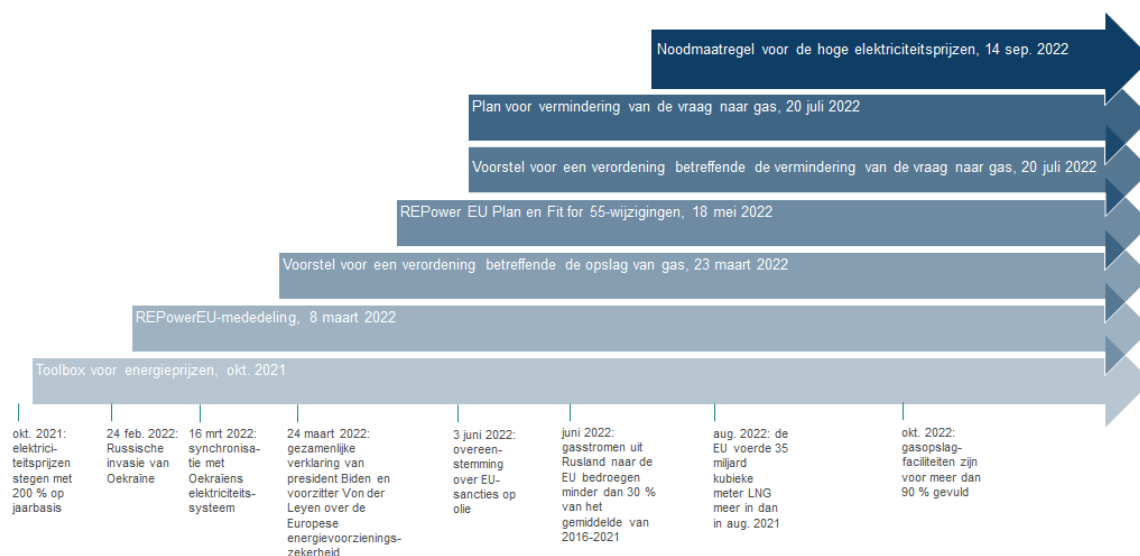 Noodmaatregel voor de hoge elektriciteitsprijzen, 14 sep. 2022
Plan voor vermindering van de vraag naar gas, 20 juli 2022
Voorstel voor een verordening betreffende de vermindering van de vraag naar gas, 20 juli 2022
REPower EU Plan en Fit for 55-wijzigingen, 18 mei 2022
Voorstel voor een verordening betreffende de opslag van gas, 23 maart 2022
REPowerEU-mededeling, 8 maart 2022
Toolbox voor energieprijzen, okt. 2021
okt. 2021:
elektrici-
teitsprijzen
stegen met
200 % op
jaarbasis
24 feb. 2022:
Russische
invasie van
Oekraïne
16 mrt 2022:
synchronisa-
tie met
Oekraïens
elektriciteits-
systeem
24 maart 2022:
gezamenlijke
verklaring van
president Biden en
voorzitter Von der
Leyen over de
Europese
energievoorzienings-
zekerheid
3 juni 2022:
overeen-
stemming
over EU-
sancties op
olie
juni 2022:
gasstromen uit
Rusland naar de
EU bedroegen
minder dan 30 %
van het
gemiddelde van
2016-2021
aug. 2022: de
EU voerde 35
miljard
kubieke
meter LNG
meer in dan
in aug. 2021
okt. 2022:
gasopslag-
faciliteiten zijn
voor meer dan
90 % gevuld